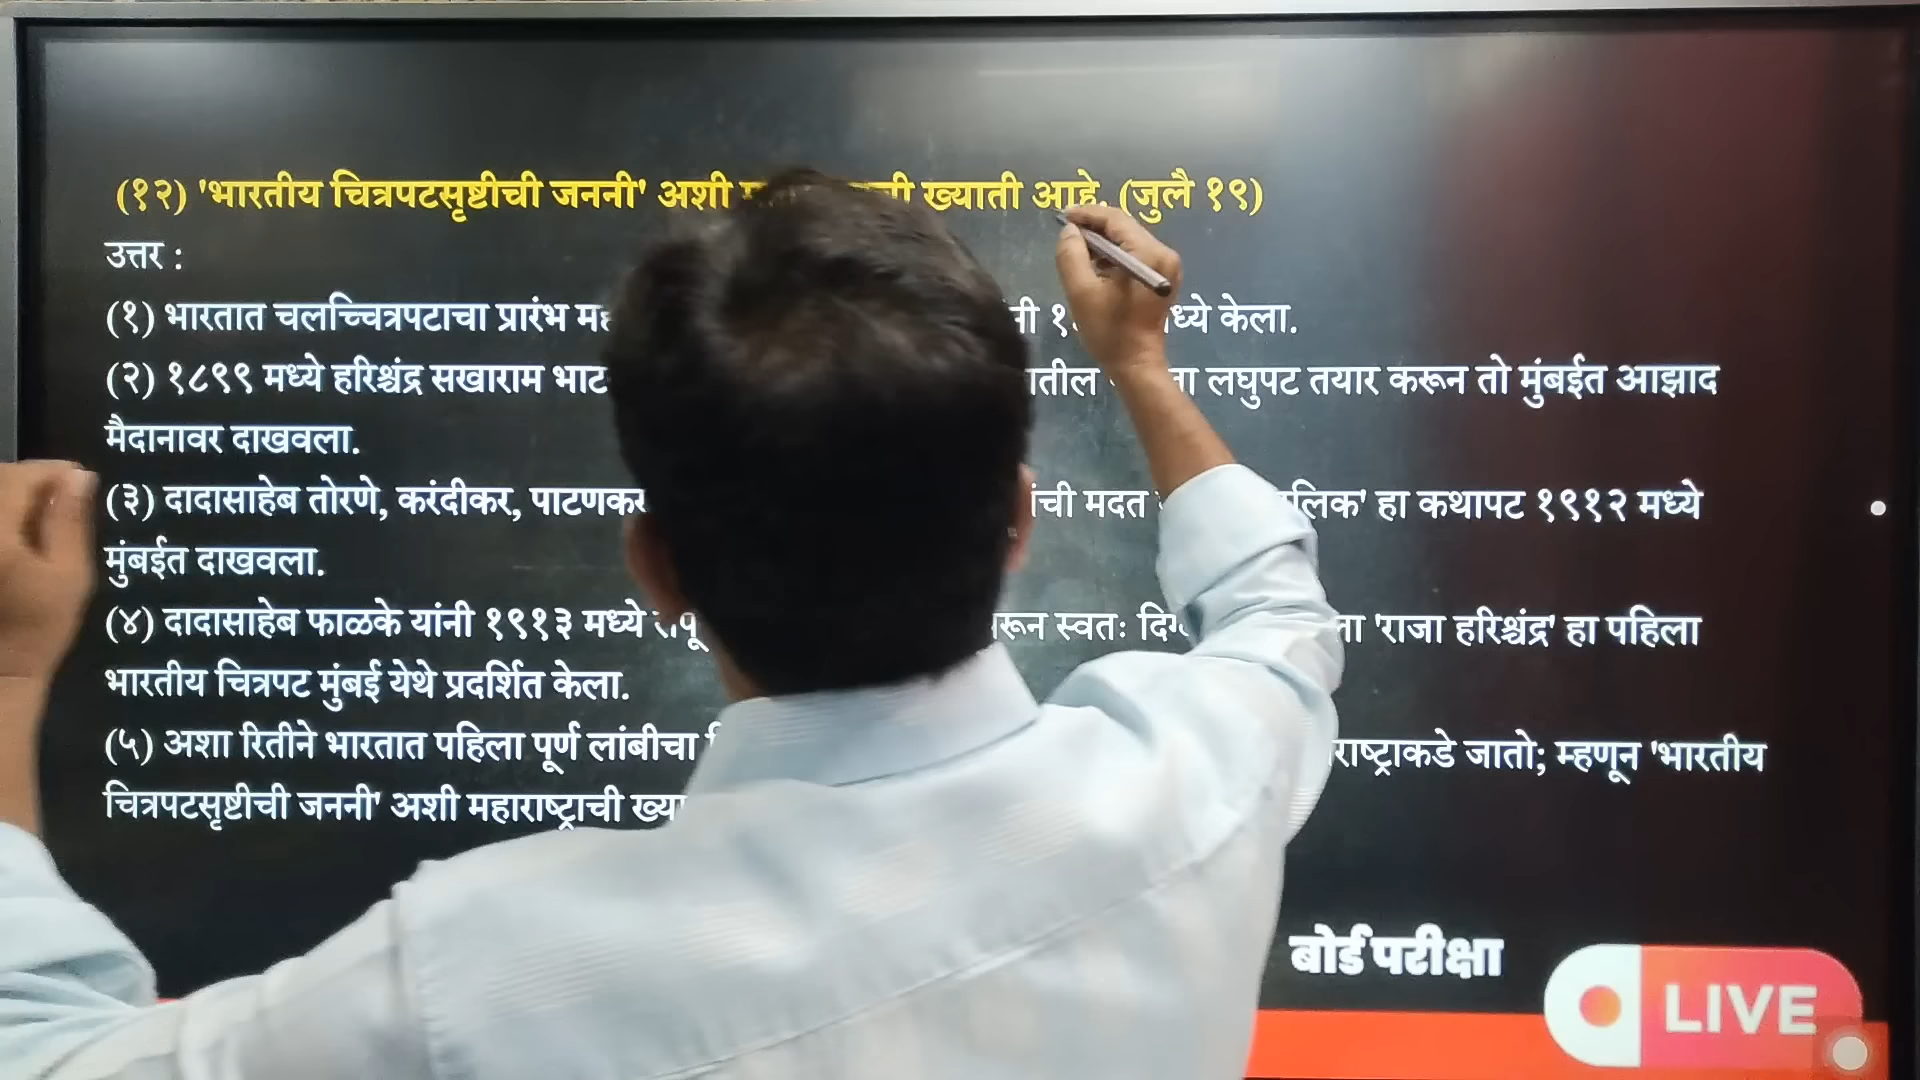 (१२) 'भारतीय चित्रपटसृष्टीची जननी' अशी ख्याती आहे. (जुलै १९)
उत्तर :
(१) भारतात चलच्चित्रपटाचा प्रारंभ केला.
(२) १८९९ मध्ये हरिश्चंद्र सखाराम लघुपट तयार करून तो मुंबईत आझाद
मैदानावर दाखवला.
(३) दादासाहेब तोरणे, करंदीकर, पाटणकर मदत हा कथापट १९१२ मध्ये
मुंबईत दाखवला.
(४) दादासाहेब फाळके यांनी १९१३ मध्ये स्वतः 'राजा हरिश्चंद्र' हा पहिला
भारतीय चित्रपट मुंबई येथे प्रदर्शित केला.
(५) अशा रितीने भारतात पहिला पूर्ण लांबीचा जातो; म्हणून 'भारतीय
चित्रपटसृष्टीची जननी' अशी महाराष्ट्राची
बोर्ड परीक्षा
LIVE